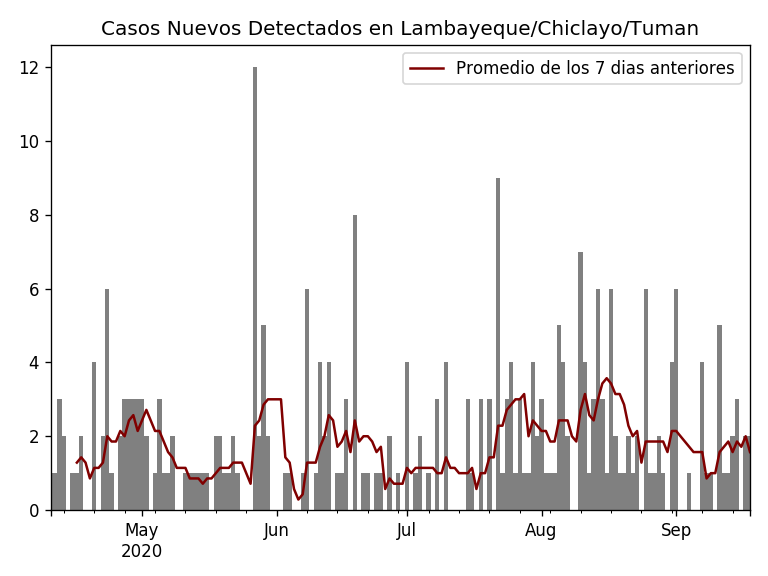 Casos Nuevos Detectados en Lambayeque/Chiclayo/Tuman
Promedio de los 7 dias anteriores
12
10
8
6
4
2
0
May Jun Jul Aug Sep
2020